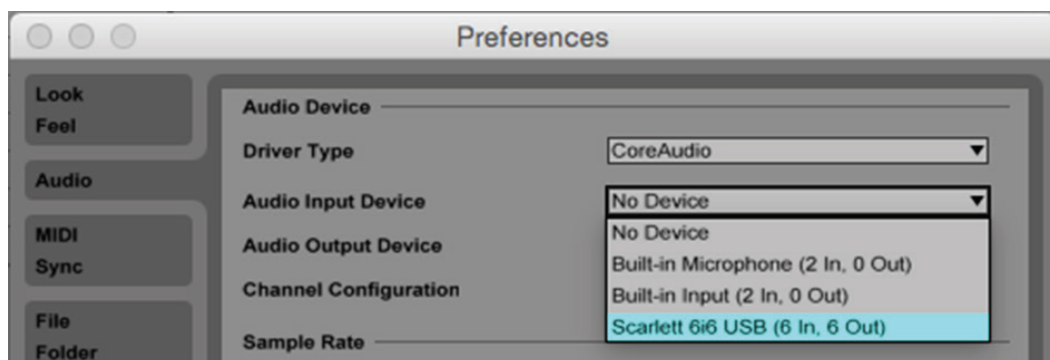 Preferences
Look
Feel
Audio
MIDI
Sync
File
Folder
Audio Device
Driver Type
CoreAudio
Audio Input Device
No Device
No Device
Built-in Microphone (2 In, 0 Out)
Built-in Input (2 In, 0 Out)
Scarlett 6i6 USB (6 In, 6 Out)
Audio Output Device
Channel Configuration
Sample Rate